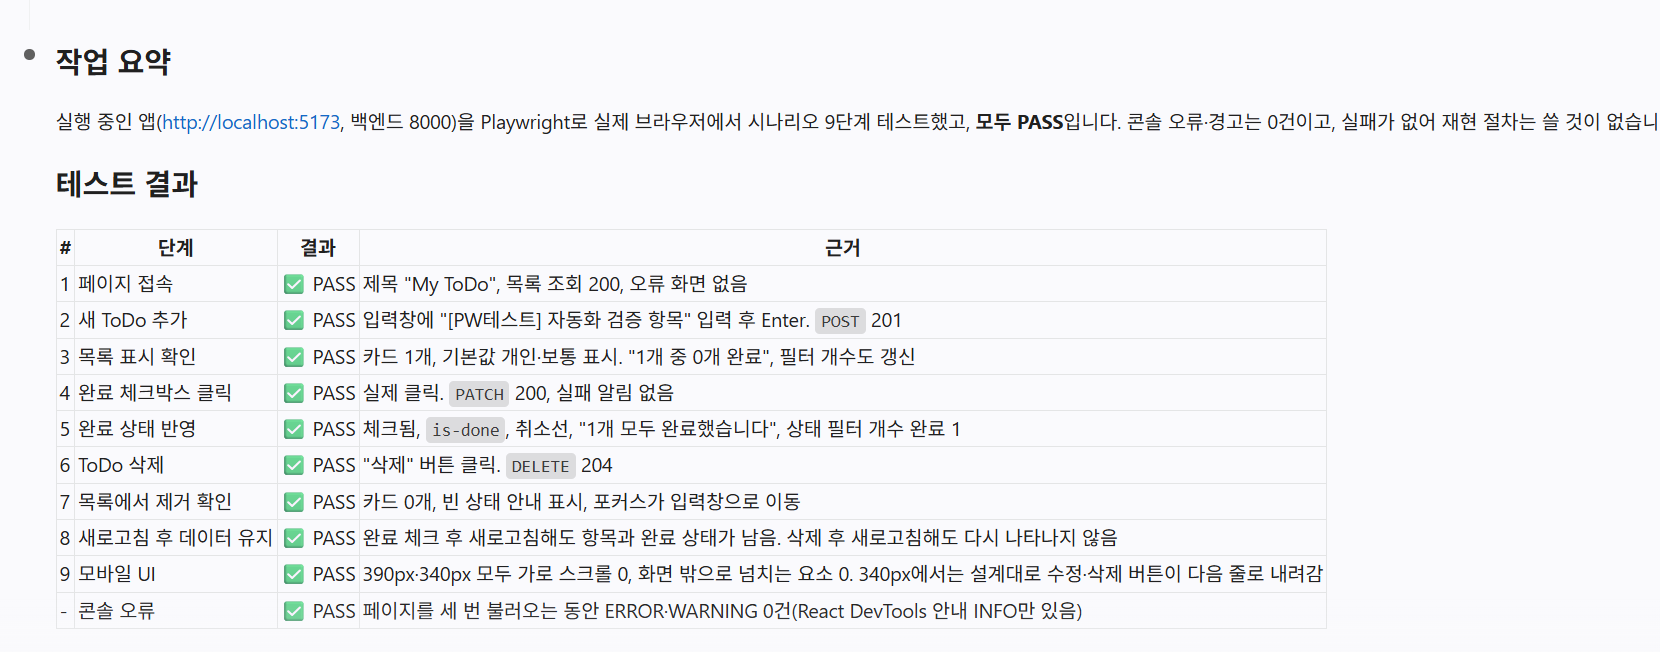 작업 요약
실행 중인 앱(http://localhost:5173, 백엔드 8000)을 Playwright로 실제 브라우저에서 시나리오 9단계 테스트했고, 모두 PASS입니다. 콘솔 오류·경고는 0건이고, 실패가 없어 재현 절차는 쓸 것이 없습니
테스트 결과
# 단계 결과 근거
1 페이지 접속 ✅ PASS 제목 "My ToDo", 목록 조회 200, 오류 화면 없음
2 새 ToDo 추가 ✅ PASS 입력창에 "[PW테스트] 자동화 검증 항목" 입력 후 Enter. POST 201
3 목록 표시 확인 ✅ PASS 카드 1개, 기본값 개인·보통 표시. "1개 중 0개 완료", 필터 개수도 갱신
4 완료 체크박스 클릭 ✅ PASS 실제 클릭. PATCH 200, 실패 알림 없음
5 완료 상태 반영 ✅ PASS 체크됨, is-done, 취소선, "1개 모두 완료했습니다", 상태 필터 개수 완료 1
6 ToDo 삭제 ✅ PASS "삭제" 버튼 클릭. DELETE 204
7 목록에서 제거 확인 ✅ PASS 카드 0개, 빈 상태 안내 표시, 포커스가 입력창으로 이동
8 새로고침 후 데이터 유지 ✅ PASS 완료 체크 후 새로고침해도 항목과 완료 상태가 남음. 삭제 후 새로고침해도 다시 나타나지 않음
9 모바일 UI ✅ PASS 390px·340px 모두 가로 스크롤 0, 화면 밖으로 넘치는 요소 0. 340px에서는 설계대로 수정·삭제 버튼이 다음 줄로 내려감
- 콘솔 오류 ✅ PASS 페이지를 세 번 불러오는 동안 ERROR·WARNING 0건(React DevTools 안내 INFO만 있음)